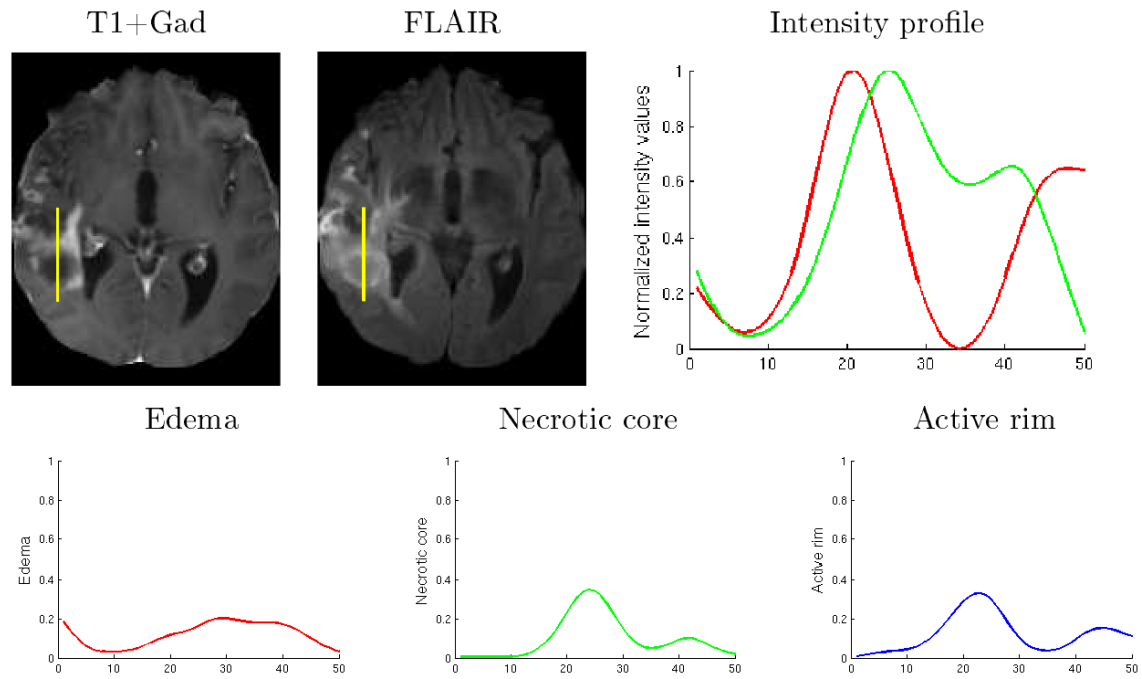 T1+Gad FLAIR Intensity profile
Normalized intensity values
1
0.8
0.6
0.4
0.2
0
0 10 20 30 40 50
Edema Necrotic core Active rim
Edema
1
0.8
0.6
0.4
0.2
0
0 10 20 30 40 50
Necrotic core
1
0.8
0.6
0.4
0.2
0
0 10 20 30 40 50
Active rim
1
0.8
0.6
0.4
0.2
0
0 10 20 30 40 50